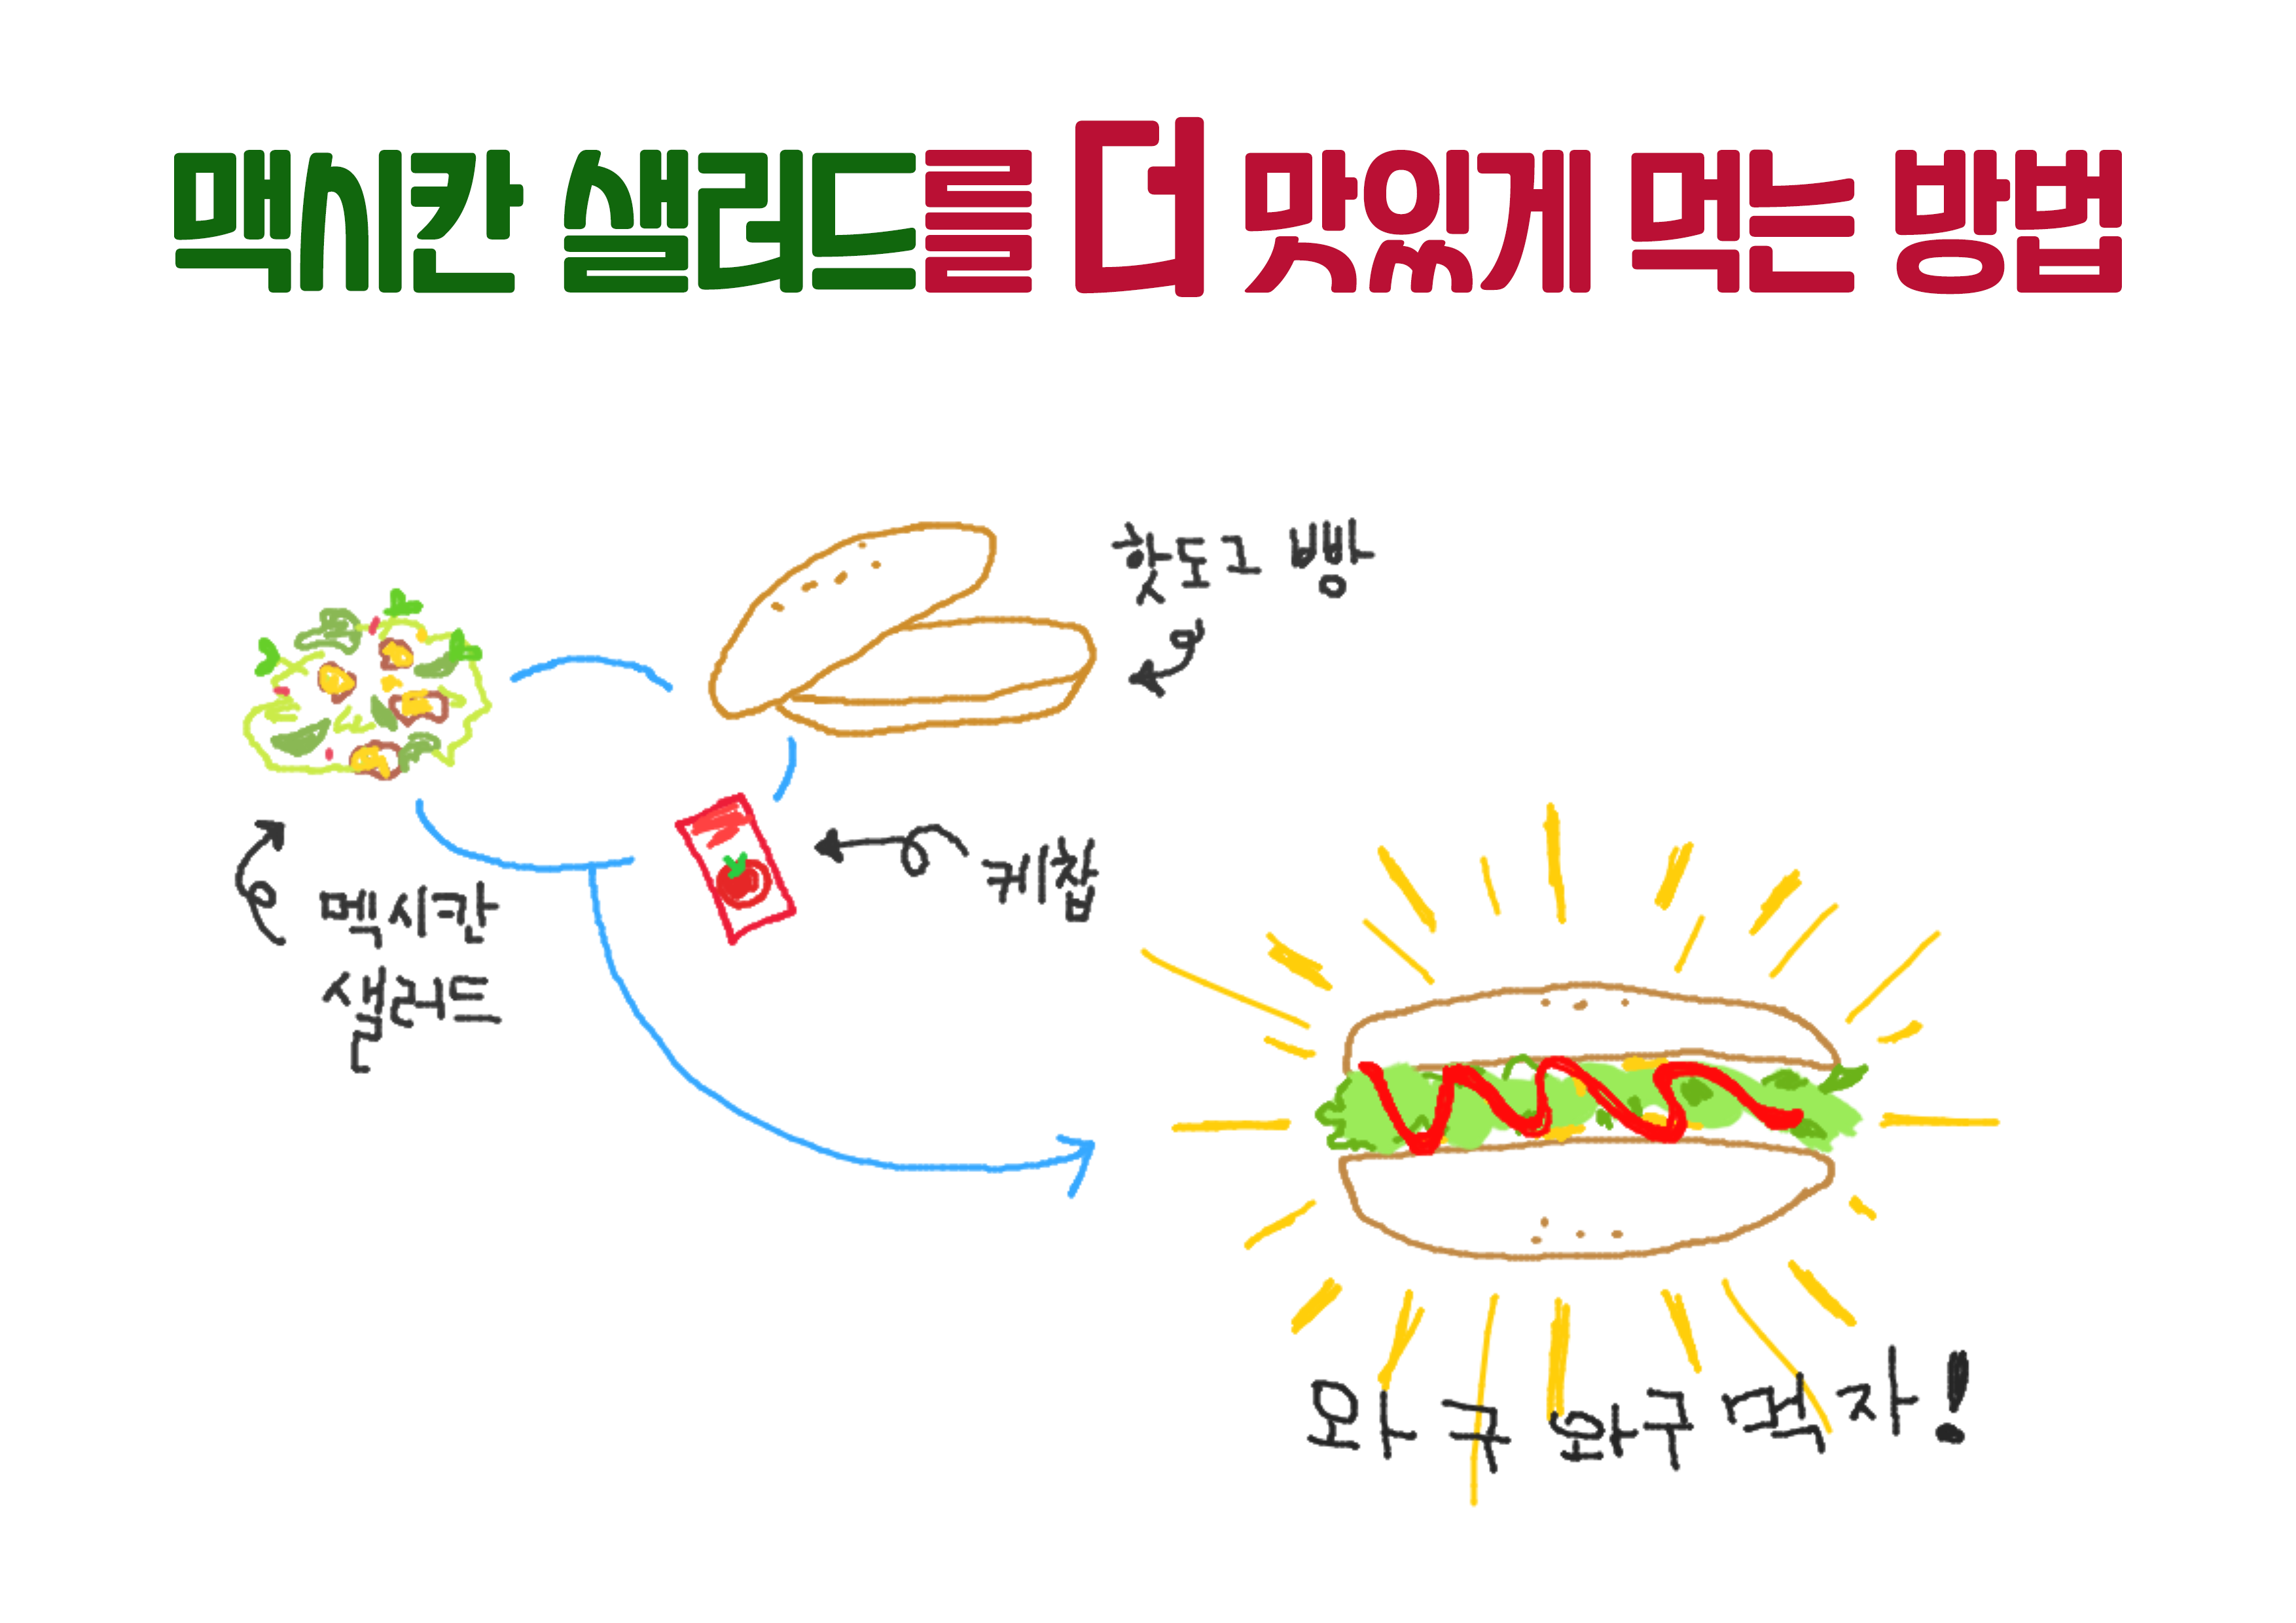 맥시칸 샐러드를 더 맛있게 먹는 방법
핫도그 빵
케찹
멕시칸
샐러드
와구 와구 먹자!